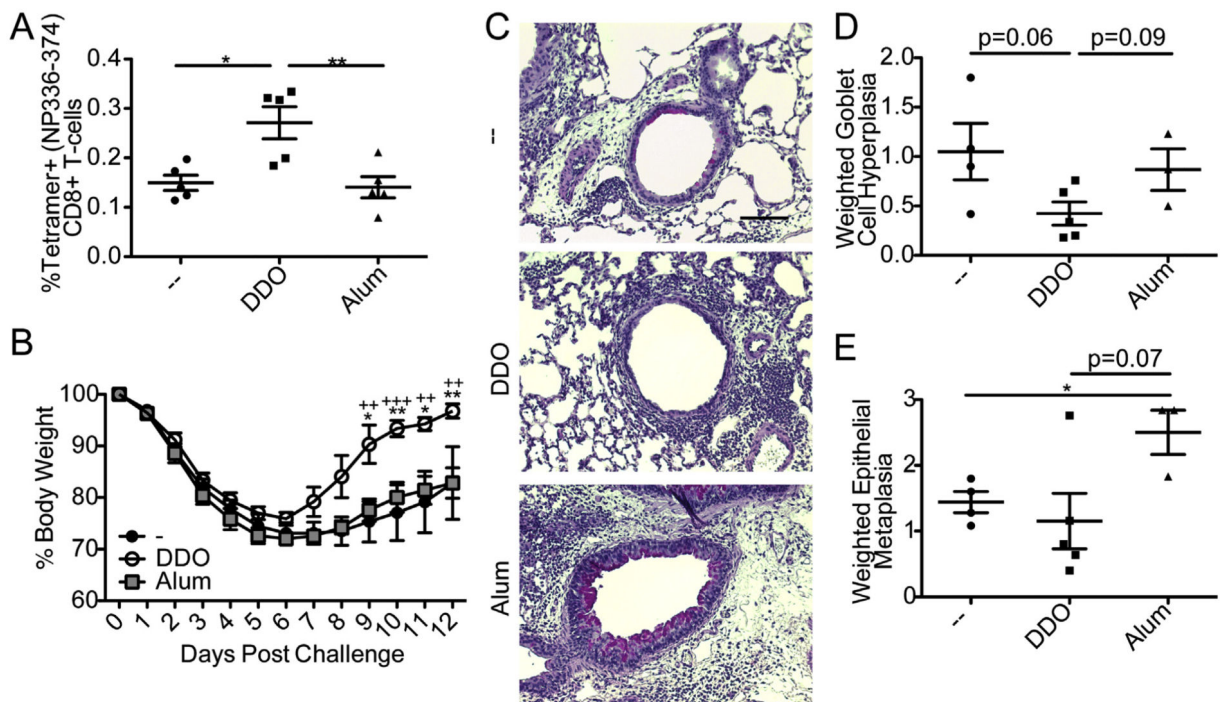 A
%Tetramer+ (NP336-374)
CD8+ T-cells
0.4
0.3
0.2
0.1
0.0
*
**
--
DDO
Alum
B
% Body Weight
100
90
80
70
60
++
*
+++
**
++
*
++
**
-
DDO
Alum
0 1 2 3 4 5 6 7 8 9 10 11 12
Days Post Challenge
C
--
DDO
Alum
D
Weighted Goblet
Cell Hyperplasia
2.0
1.5
1.0
0.5
0.0
p=0.06
p=0.09
--
DDO
Alum
E
Weighted Epithelial
Metaplasia
3
2
1
0
p=0.07
*
--
DDO
Alum